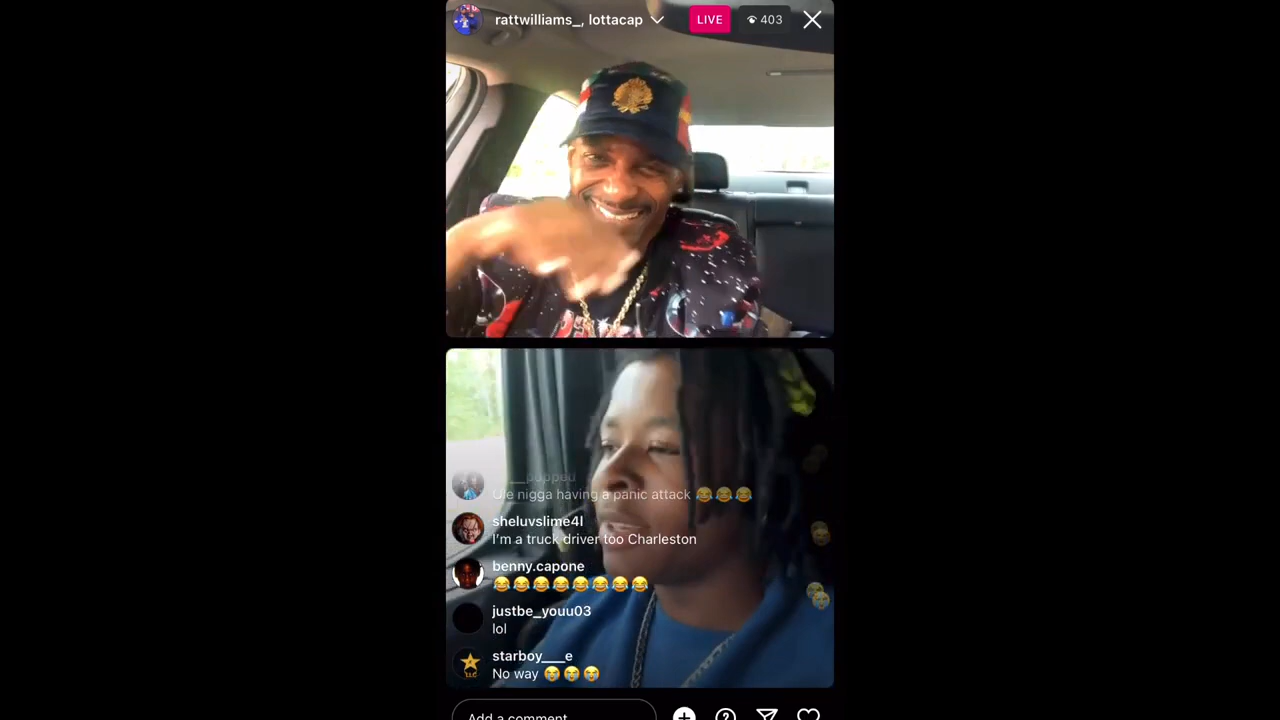 rattwilliams_, lottacap
LIVE
403
popped
nigga having a panic attack 😂😂😂
sheluvslime4l
I'm a truck driver too Charleston
benny.capone
😂😂😂😂😂😂😂😂
justbe_youu03
lol
starboy___e
No way 😭😭😭
Add a comment